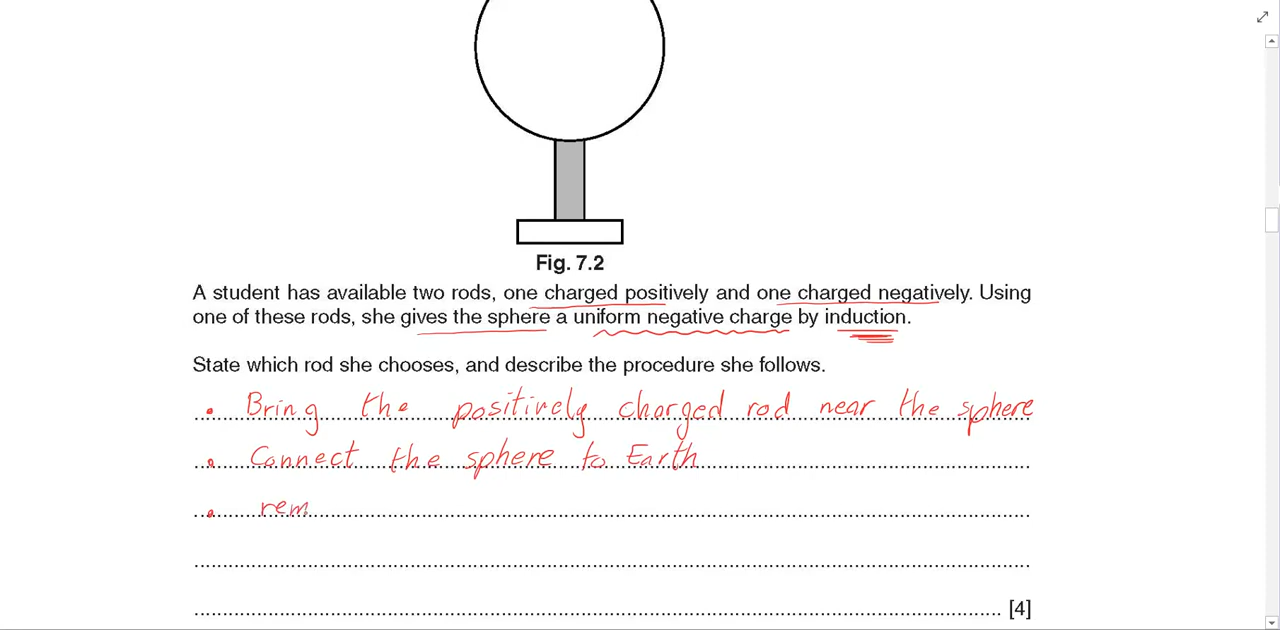 Fig. 7.2
A student has available two rods, one charged positively and one charged negatively. Using
one of these rods, she gives the sphere a uniform negative charge by induction.
State which rod she chooses, and describe the procedure she follows.
• Bring the positively charged rod near the sphere
• Connect the sphere to Earth
• rem
[4]